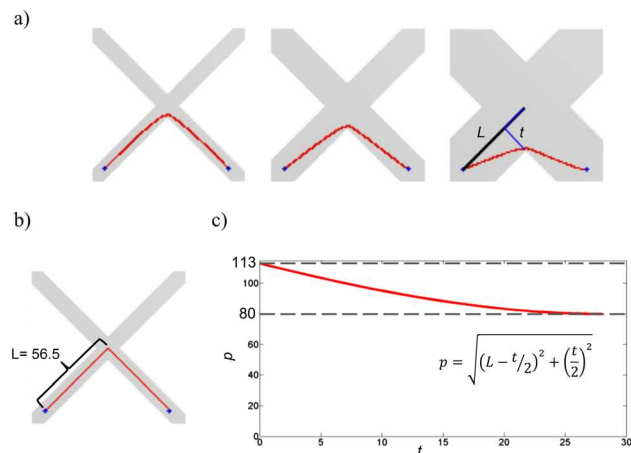 a)
L t
b)
L= 56.5
c)
113
100
80
60
40
20
0
p
p = √((L − t/2)² + (t/2)²)
0 5 10 15 20 25 30
t